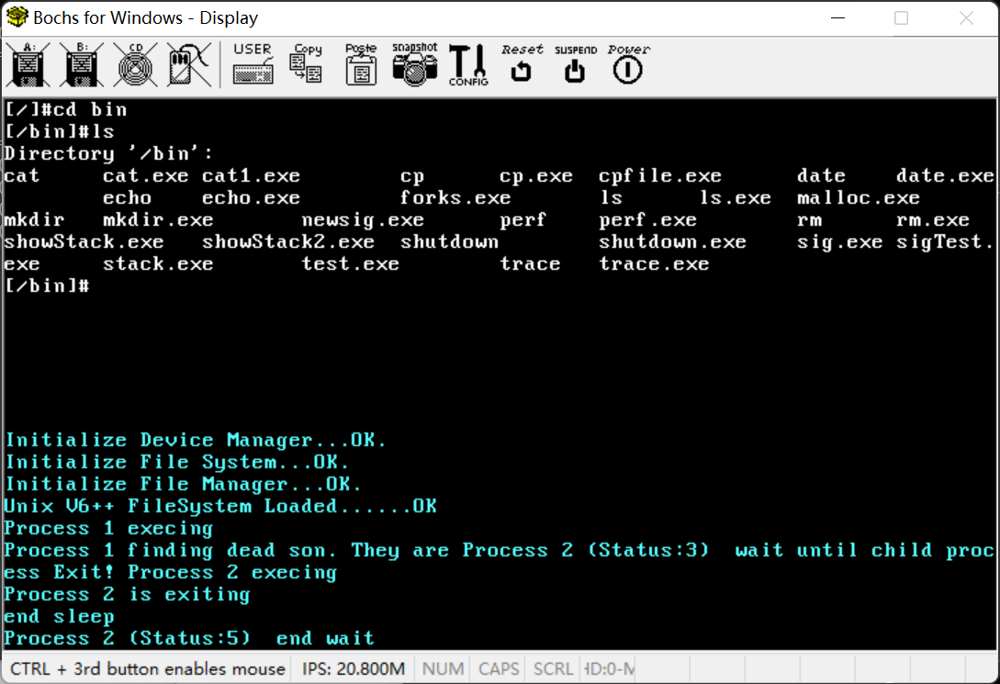 Bochs for Windows - Display
A: B: CD USER Copy Paste snapshot CONFIG Reset SUSPEND Power
[/]#cd bin
[/bin]#ls
Directory '/bin':
cat cat.exe cat1.exe cp cp.exe cpfile.exe date date.exe
echo echo.exe forks.exe ls ls.exe malloc.exe
mkdir mkdir.exe newsig.exe perf perf.exe rm rm.exe
showStack.exe showStack2.exe shutdown shutdown.exe sig.exe sigTest.
exe stack.exe test.exe trace trace.exe
[/bin]#
Initialize Device Manager...OK.
Initialize File System...OK.
Initialize File Manager...OK.
Unix V6++ FileSystem Loaded......OK
Process 1 execing
Process 1 finding dead son. They are Process 2 (Status:3) wait until child proc
ess Exit! Process 2 execing
Process 2 is exiting
end sleep
Process 2 (Status:5) end wait
CTRL + 3rd button enables mouse IPS: 20.800M NUM CAPS SCRL